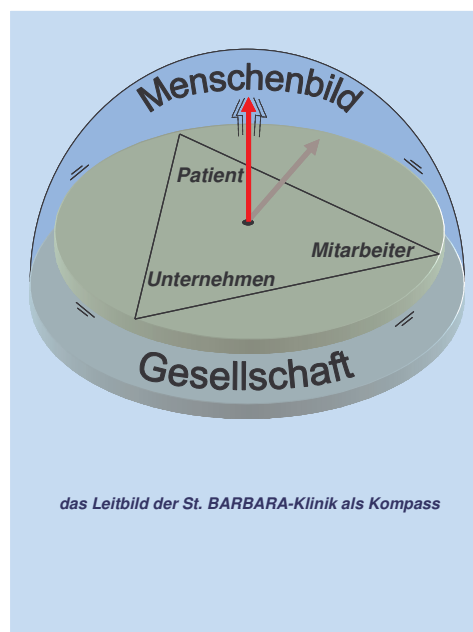 Menschenbild
Patient
Mitarbeiter
Unternehmen
Gesellschaft
das Leitbild der St. BARBARA-Klinik als Kompass